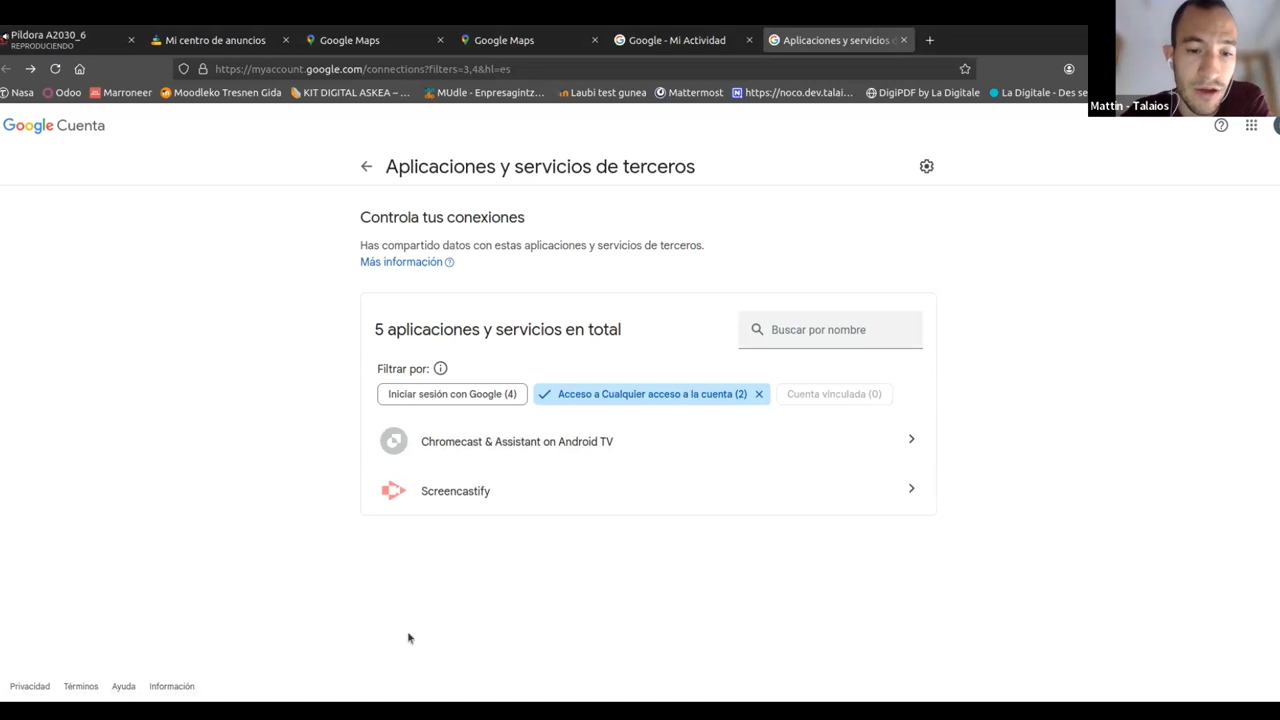 Píldora A2030_6
REPRODUCIENDO
Mi centro de anuncios
Google Maps
Google Maps
Google - Mi Actividad
Aplicaciones y servicios d
https://myaccount.google.com/connections?filters=3,4&hl=es
Nasa
Odoo
Marroneer
Moodleko Tresnen Gida
KIT DIGITAL ASKEA – ...
MUdle - Enpresagintz...
Laubi test gunea
Mattermost
https://noco.dev.talai...
DigiPDF by La Digitale
La Digitale - Des se
Mattin - Talaios
Google Cuenta
Aplicaciones y servicios de terceros
Controla tus conexiones
Has compartido datos con estas aplicaciones y servicios de terceros.
Más información
5 aplicaciones y servicios en total
Buscar por nombre
Filtrar por:
Iniciar sesión con Google (4)
Acceso a Cualquier acceso a la cuenta (2)
Cuenta vinculada (0)
Chromecast & Assistant on Android TV
Screencastify
Privacidad
Términos
Ayuda
Información